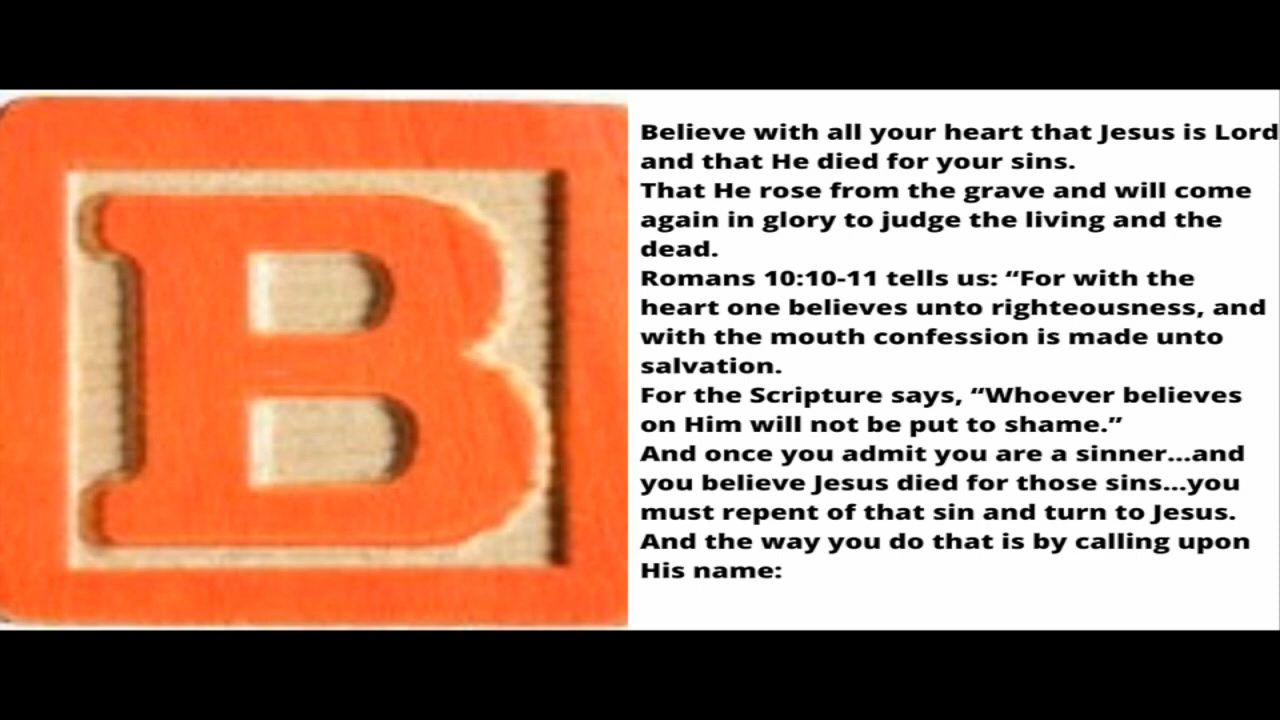 B
Believe with all your heart that Jesus is Lord
and that He died for your sins.
That He rose from the grave and will come
again in glory to judge the living and the
dead.
Romans 10:10-11 tells us: “For with the
heart one believes unto righteousness, and
with the mouth confession is made unto
salvation.
For the Scripture says, “Whoever believes
on Him will not be put to shame.”
And once you admit you are a sinner...and
you believe Jesus died for those sins...you
must repent of that sin and turn to Jesus.
And the way you do that is by calling upon
His name: